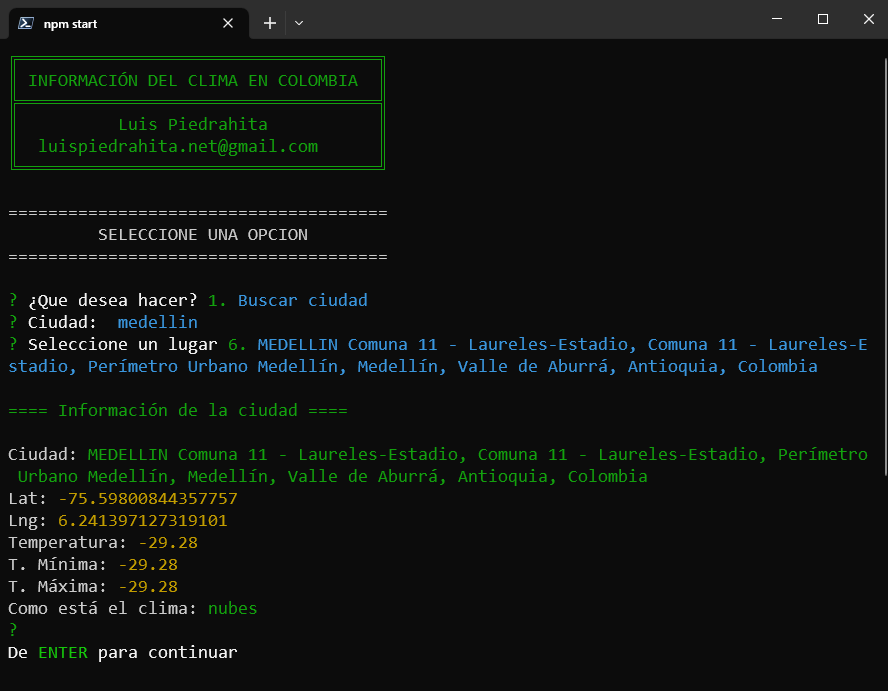 npm start
INFORMACIÓN DEL CLIMA EN COLOMBIA
Luis Piedrahita
luispiedrahita.net@gmail.com
======================================
SELECCIONE UNA OPCION
======================================
? ¿Que desea hacer? 1. Buscar ciudad
? Ciudad:  medellin
? Seleccione un lugar 6. MEDELLIN Comuna 11 - Laureles-Estadio, Comuna 11 - Laureles-E
stadio, Perímetro Urbano Medellín, Medellín, Valle de Aburrá, Antioquia, Colombia
==== Información de la ciudad ====
Ciudad: MEDELLIN Comuna 11 - Laureles-Estadio, Comuna 11 - Laureles-Estadio, Perímetro
Urbano Medellín, Medellín, Valle de Aburrá, Antioquia, Colombia
Lat: -75.59800844357757
Lng: 6.241397127319101
Temperatura: -29.28
T. Mínima: -29.28
T. Máxima: -29.28
Como está el clima: nubes
?
De ENTER para continuar